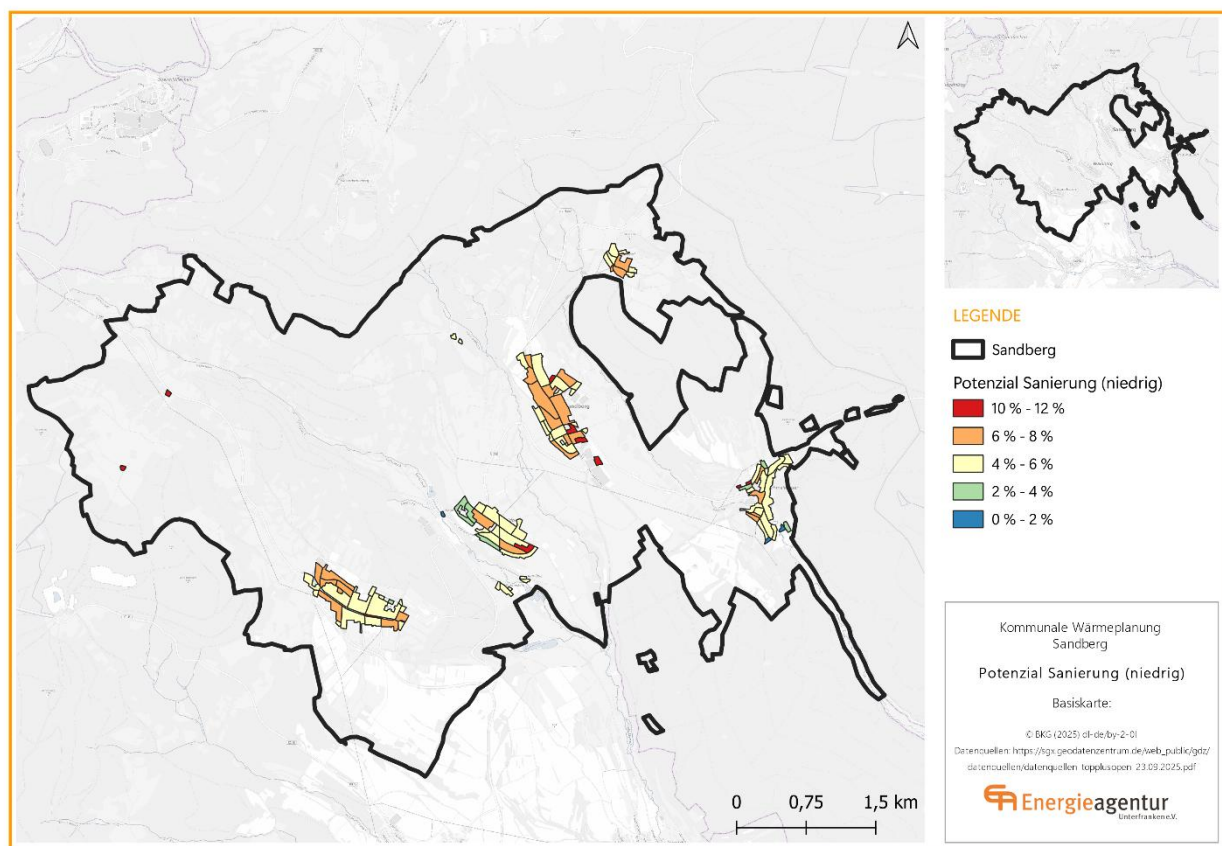 0 0,75 1,5 km
LEGENDE
Sandberg
Potenzial Sanierung (niedrig)
10 % - 12 %
6 % - 8 %
4 % - 6 %
2 % - 4 %
0 % - 2 %
Kommunale Wärmeplanung
Sandberg
Potenzial Sanierung (niedrig)
Basiskarte:
© BKG (2025) dl-de/by-2-0
Datenquellen: https://sgx.geodatenzentrum.de/web_public/gdz/
datenquellen/datenquellen_topplusopen_23.09.2025.pdf
Energieagentur
Unterfranken e.V.